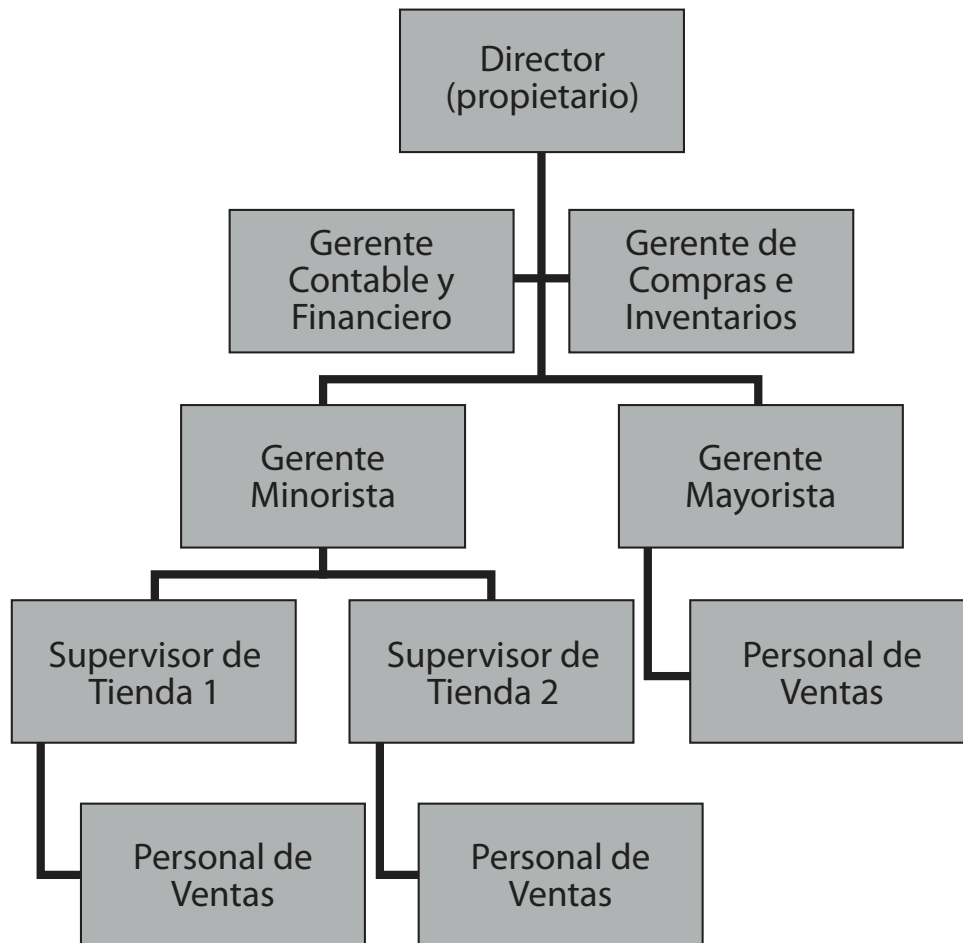 Director
(propietario)
Gerente
Contable y
Financiero
Gerente de
Compras e
Inventarios
Gerente
Minorista
Gerente
Mayorista
Supervisor de
Tienda 1
Supervisor de
Tienda 2
Personal de
Ventas
Personal de
Ventas
Personal de
Ventas